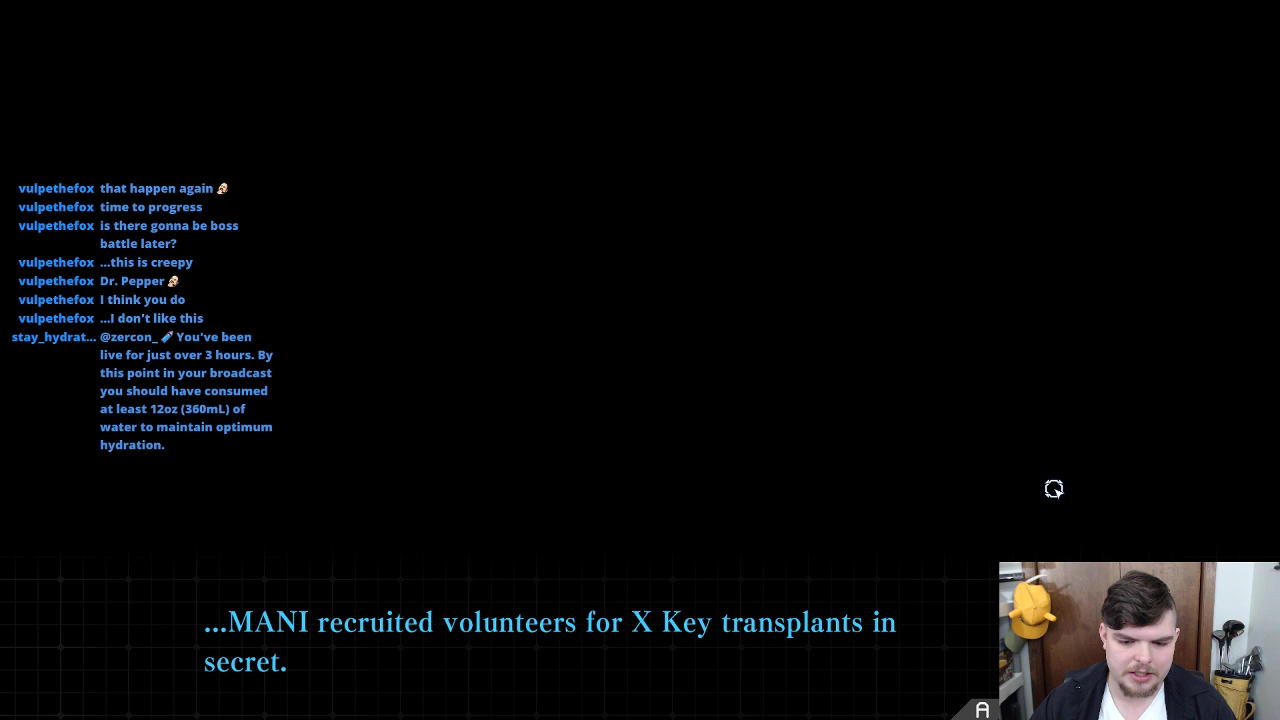 vulpethefox that happen again
vulpethefox time to progress
vulpethefox is there gonna be boss
battle later?
vulpethefox ...this is creepy
vulpethefox Dr. Pepper
vulpethefox I think you do
vulpethefox ...I don't like this
stay_hydrat... @zercon_ You've been
live for just over 3 hours. By
this point in your broadcast
you should have consumed
at least 12oz (360mL) of
water to maintain optimum
hydration.
...MANI recruited volunteers for X Key transplants in
secret.
A